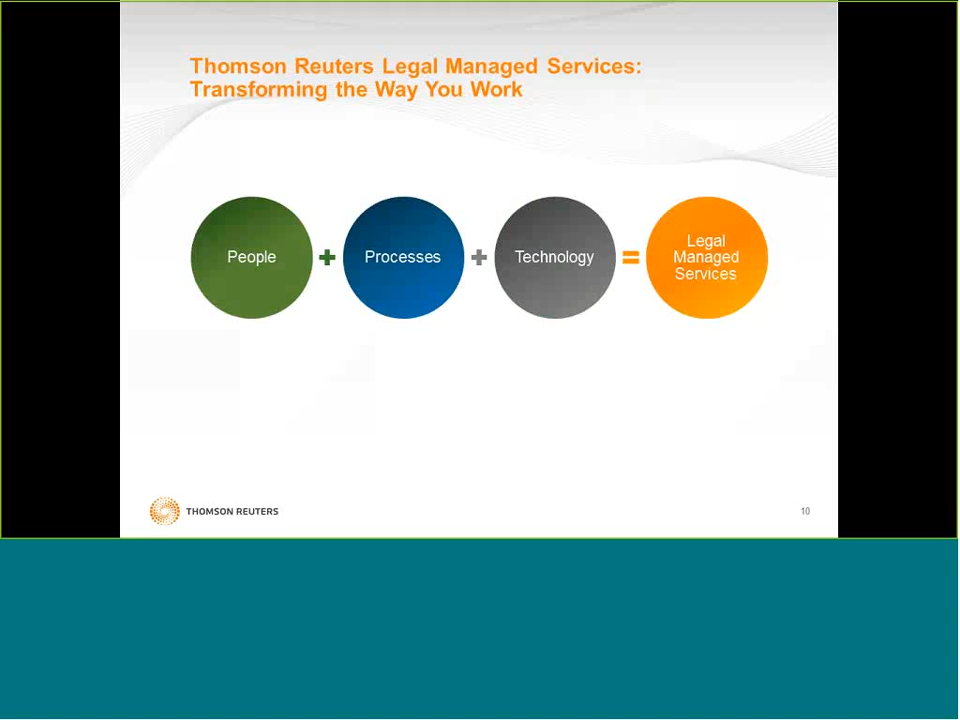 Thomson Reuters Legal Managed Services:
Transforming the Way You Work
People + Processes + Technology = Legal
Managed
Services
THOMSON REUTERS
10